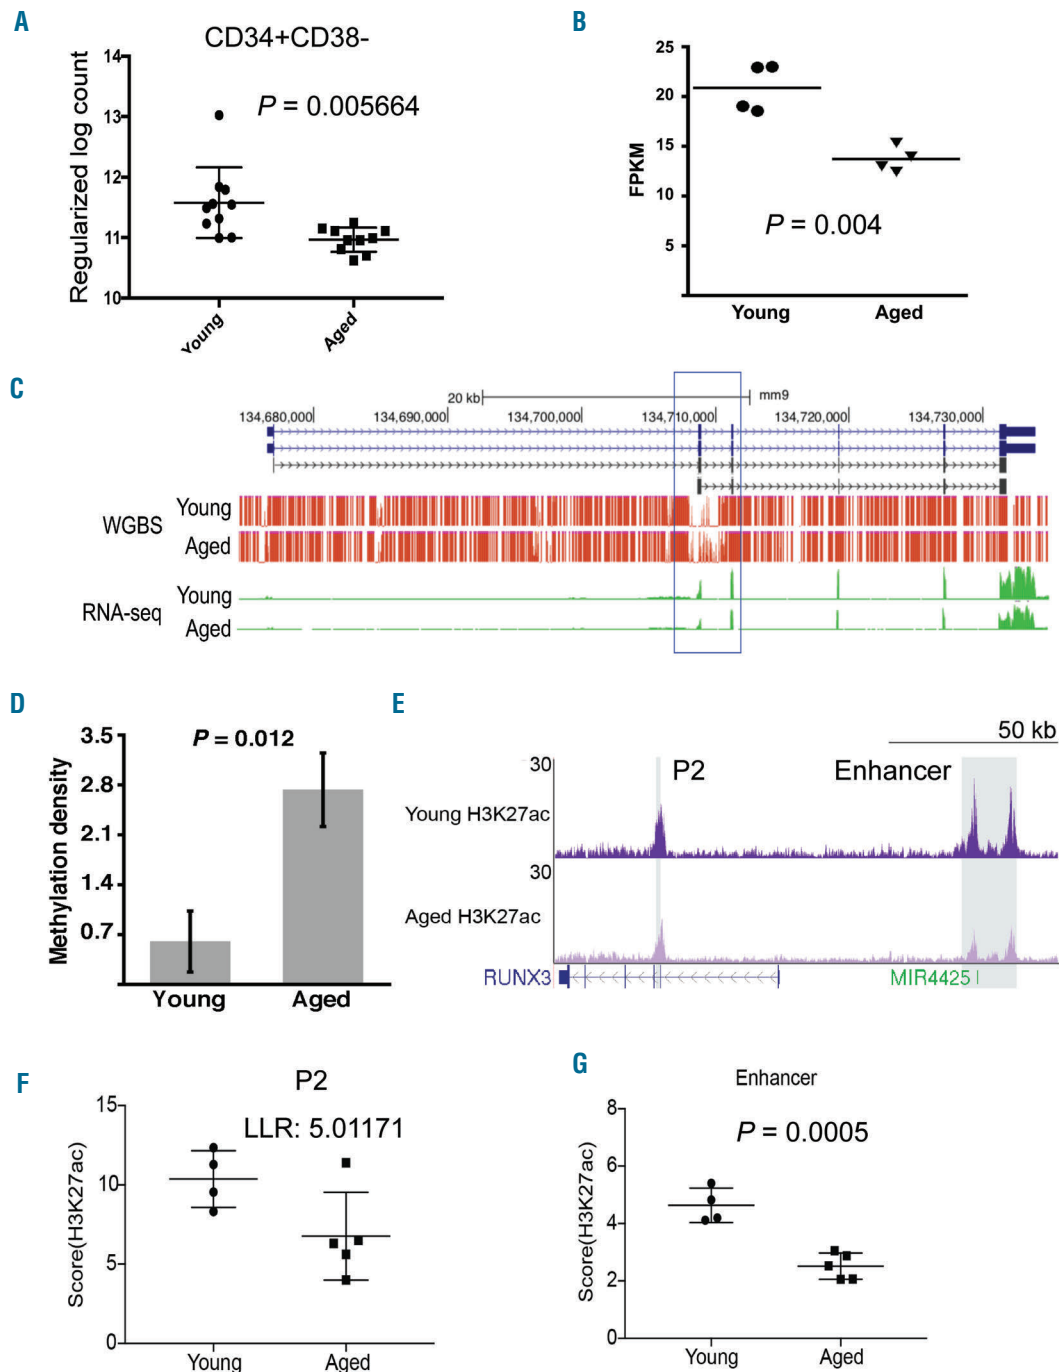 A
CD34+CD38-
P = 0.005664
Regularized log count
14
13
12
11
10
Young
Aged
B
FPKM
25
20
15
10
5
P = 0.004
Young
Aged
C
20 kb
mm9
134,680,000
134,690,000
134,700,000
134,710,000
134,720,000
134,730,000
WGBS
Young
Aged
RNA-seq
Young
Aged
D
Methylation density
3.5
2.8
2.1
1.4
0.7
P = 0.012
Young
Aged
E
50 kb
30
P2
Enhancer
Young H3K27ac
30
Aged H3K27ac
RUNX3
MIR4425
F
P2
LLR: 5.01171
Score(H3K27ac)
15
10
5
0
Young
Aged
G
Enhancer
P = 0.0005
Score(H3K27ac)
8
6
4
2
0
Young
Aged